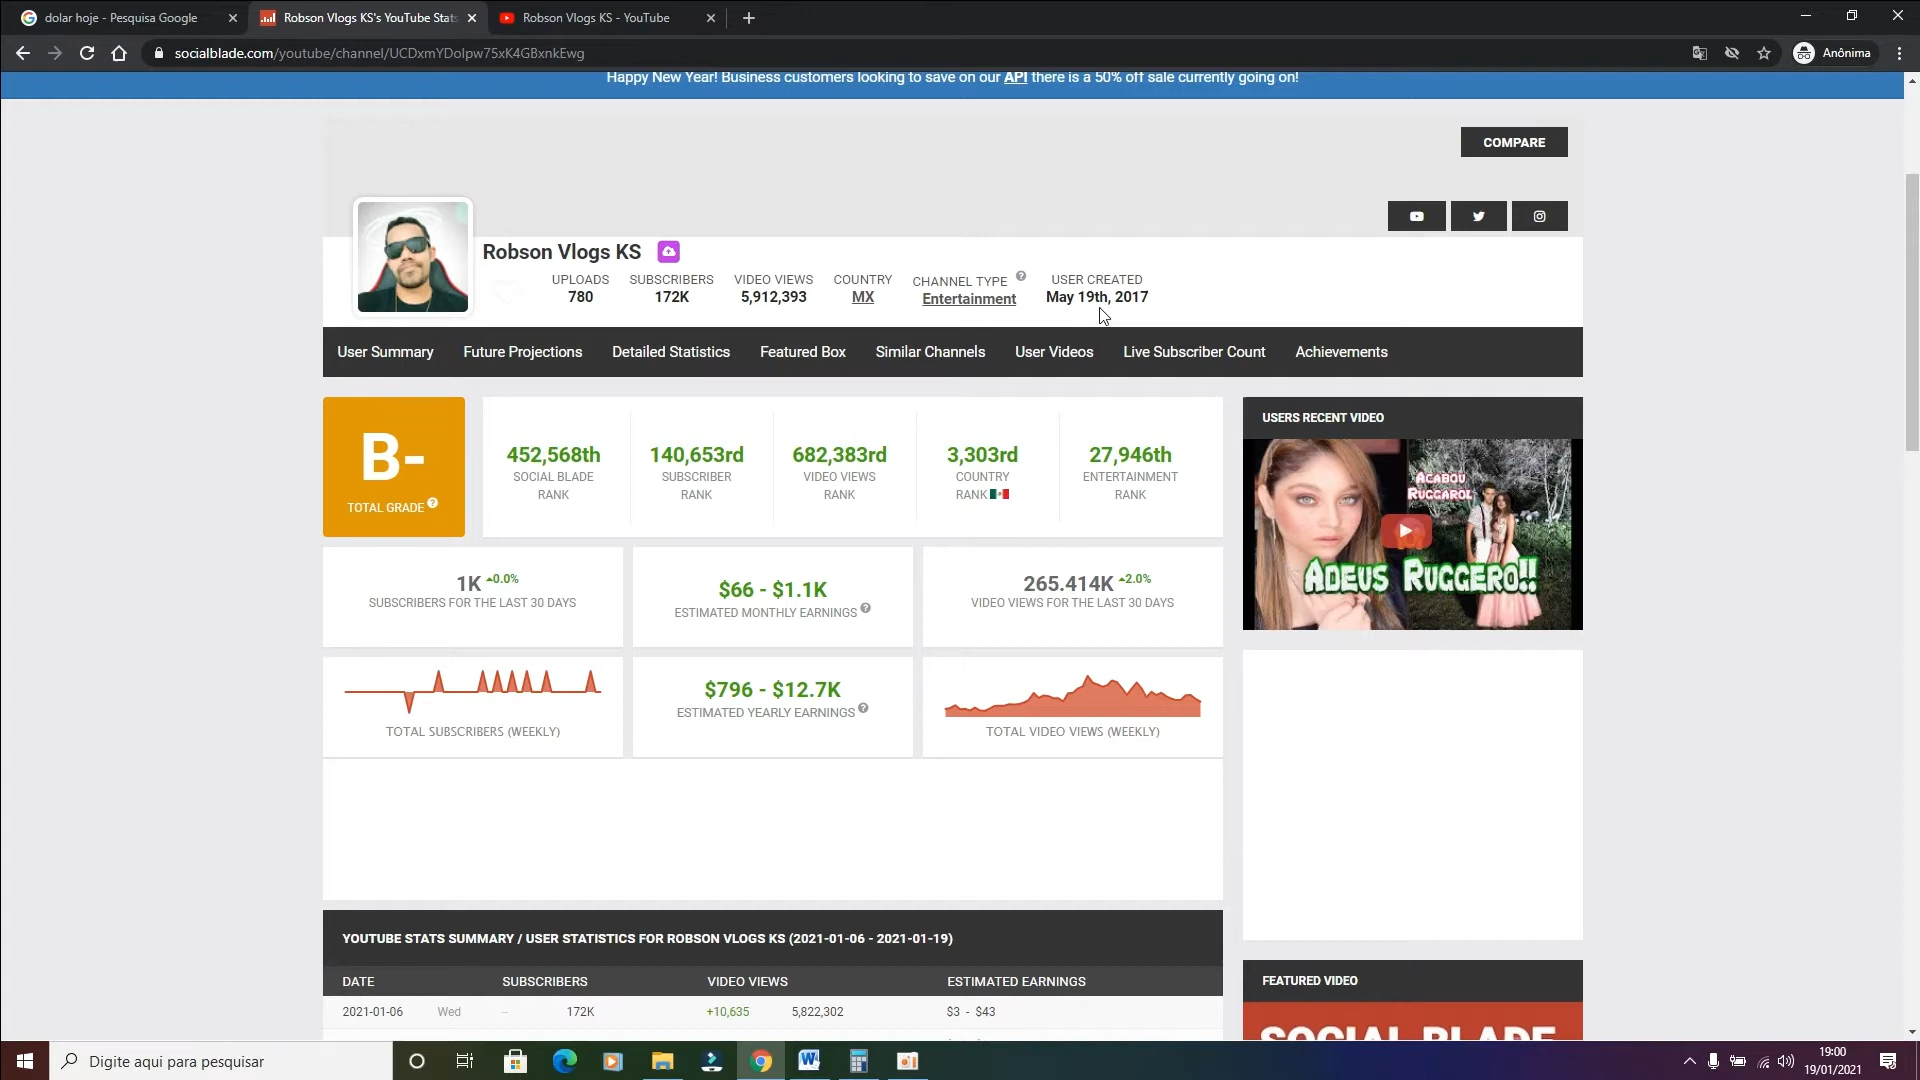 dolar hoje - Pesquisa Google
Robson Vlogs KS's YouTube Stats
Robson Vlogs KS - YouTube
socialblade.com/youtube/channel/UCDxmYDoIpw75xK4GBxnkEwg
Anônima
Happy New Year! Business customers looking to save on our API there is a 50% off sale currently going on!
COMPARE
Robson Vlogs KS
UPLOADS SUBSCRIBERS VIDEO VIEWS COUNTRY CHANNEL TYPE USER CREATED
780 172K 5,912,393 MX Entertainment May 19th, 2017
User Summary Future Projections Detailed Statistics Featured Box Similar Channels User Videos Live Subscriber Count Achievements
B-
TOTAL GRADE
452,568th 140,653rd 682,383rd 3,303rd 27,946th
SOCIAL BLADE SUBSCRIBER VIDEO VIEWS COUNTRY ENTERTAINMENT
RANK RANK RANK RANK RANK
USERS RECENT VIDEO
ACABOU
RUGGAROL
ADEUS RUGGERO!!
1K 0.0%
SUBSCRIBERS FOR THE LAST 30 DAYS
$66 - $1.1K
ESTIMATED MONTHLY EARNINGS
265.414K 2.0%
VIDEO VIEWS FOR THE LAST 30 DAYS
TOTAL SUBSCRIBERS (WEEKLY)
$796 - $12.7K
ESTIMATED YEARLY EARNINGS
TOTAL VIDEO VIEWS (WEEKLY)
YOUTUBE STATS SUMMARY / USER STATISTICS FOR ROBSON VLOGS KS (2021-01-06 - 2021-01-19)
DATE SUBSCRIBERS VIDEO VIEWS ESTIMATED EARNINGS
2021-01-06 Wed -- 172K +10,635 5,822,302 $3 - $43
FEATURED VIDEO
SOCIAL BLADE
Digite aqui para pesquisar
19:00
19/01/2021